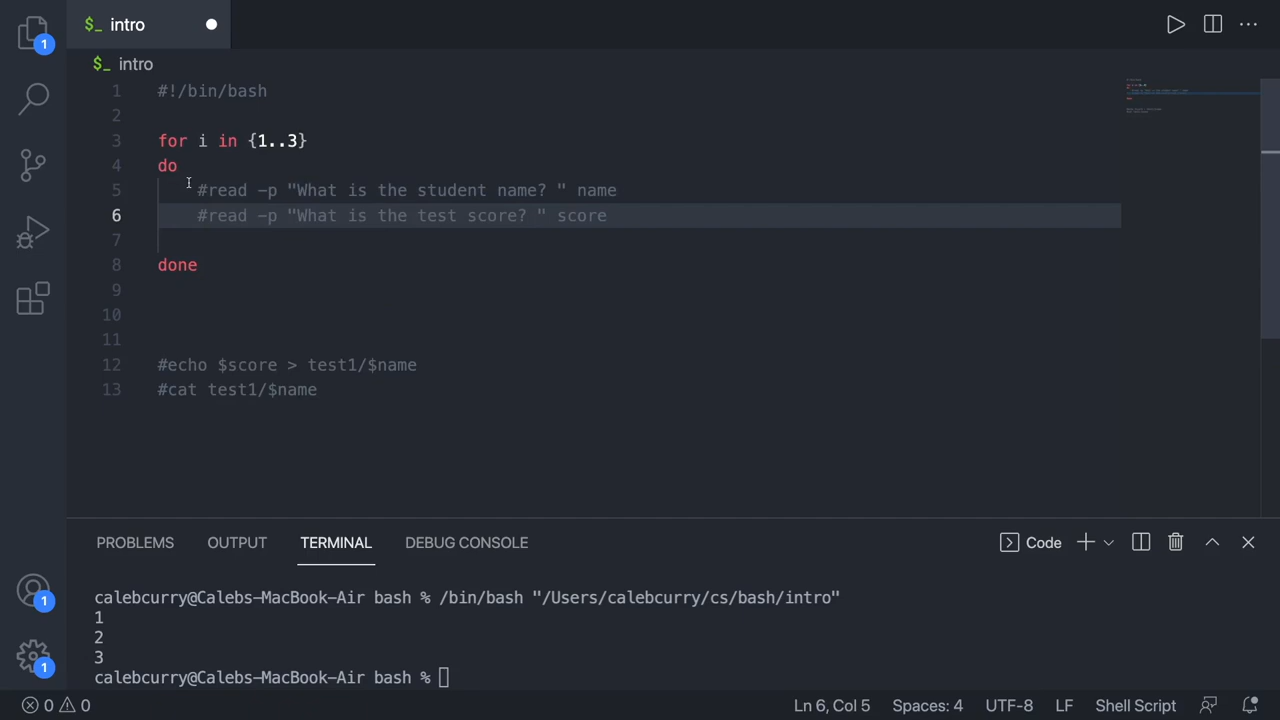 $_ intro
$_ intro
1 #!/bin/bash
2
3 for i in {1..3}
4 do
5 #read -p "What is the student name? " name
6 #read -p "What is the test score? " score
7
8 done
9
10
11
12 #echo $score > test1/$name
13 #cat test1/$name
PROBLEMS OUTPUT TERMINAL DEBUG CONSOLE Code
calebcurry@Calebs-MacBook-Air bash % /bin/bash "/Users/calebcurry/cs/bash/intro"
1
2
3
calebcurry@Calebs-MacBook-Air bash %
0 0 Ln 6, Col 5 Spaces: 4 UTF-8 LF Shell Script
1
1
1